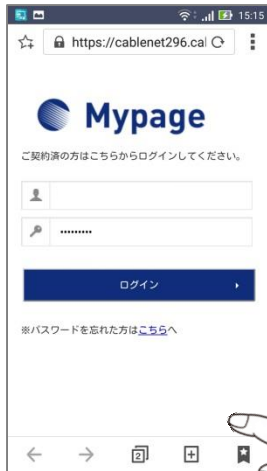 15:15
https://cablenet296.cal
Mypage
ご契約済の方はこちらからログインしてください。
•••••••••
ログイン
※パスワードを忘れた方はこちらへ
2